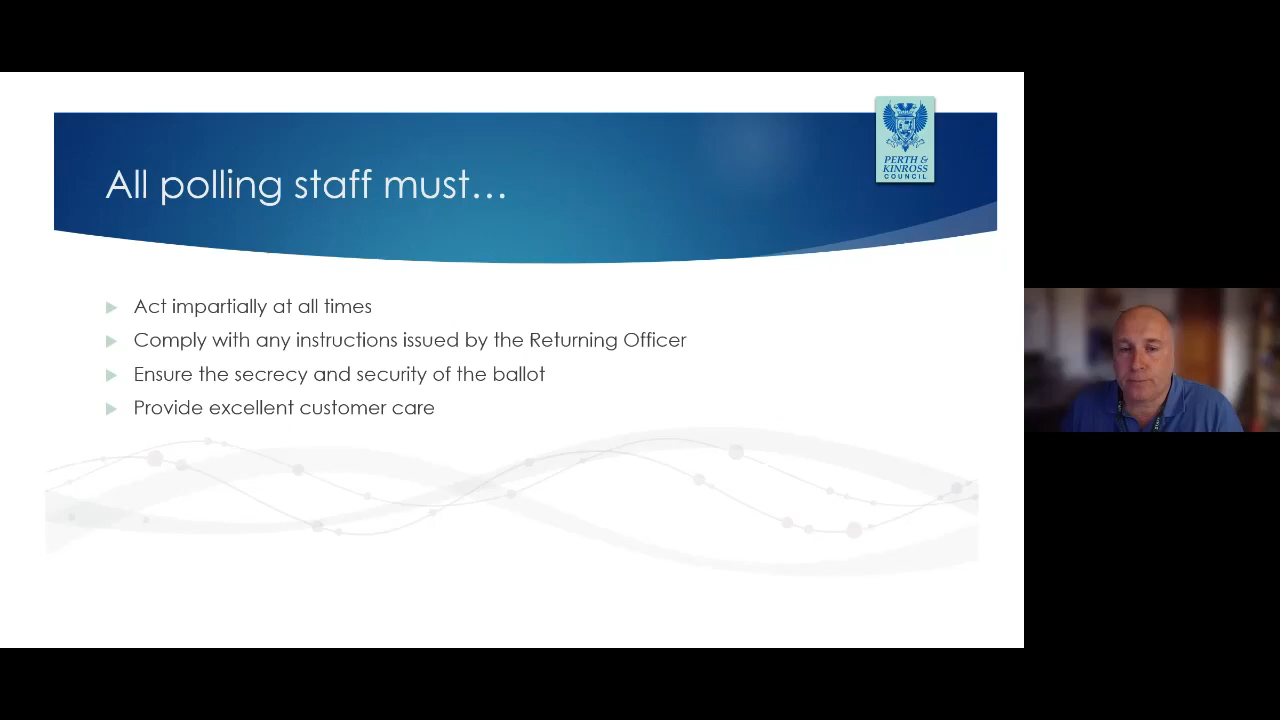 All polling staff must...
PERTH &
KINROSS
COUNCIL
Act impartially at all times
Comply with any instructions issued by the Returning Officer
Ensure the secrecy and security of the ballot
Provide excellent customer care